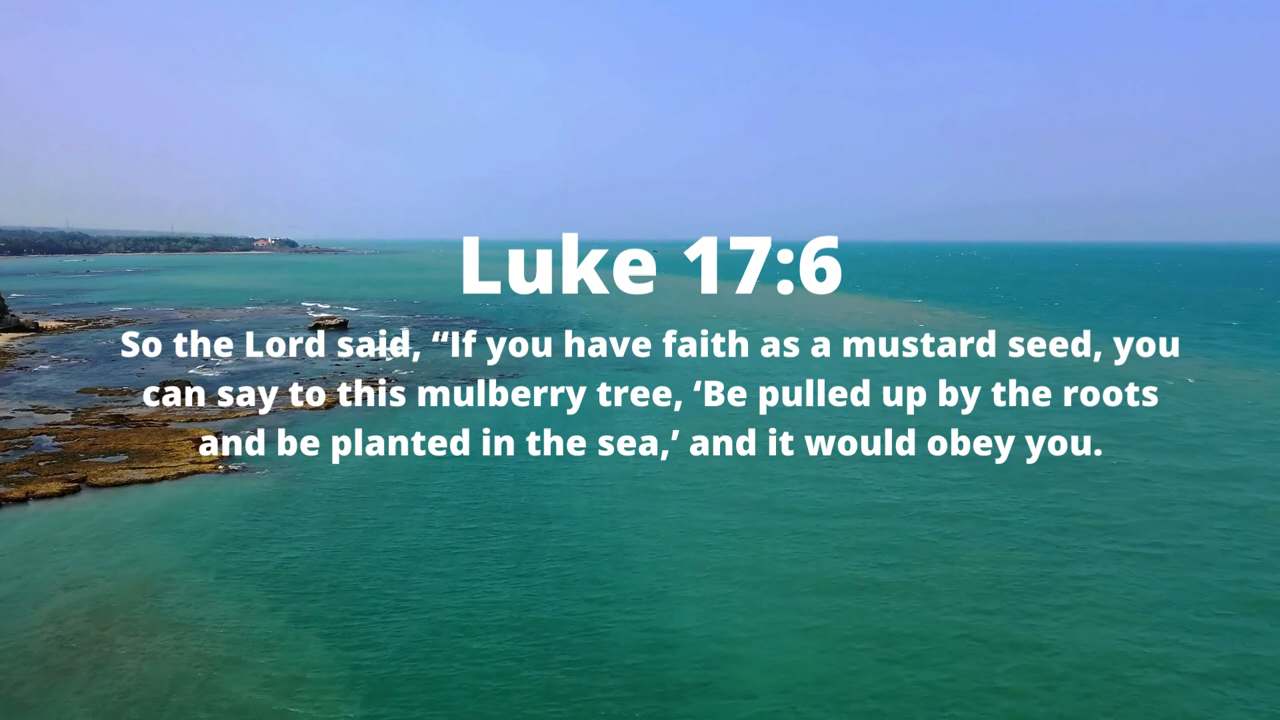 Luke 17:6
So the Lord said, “If you have faith as a mustard seed, you
can say to this mulberry tree, ‘Be pulled up by the roots
and be planted in the sea,’ and it would obey you.